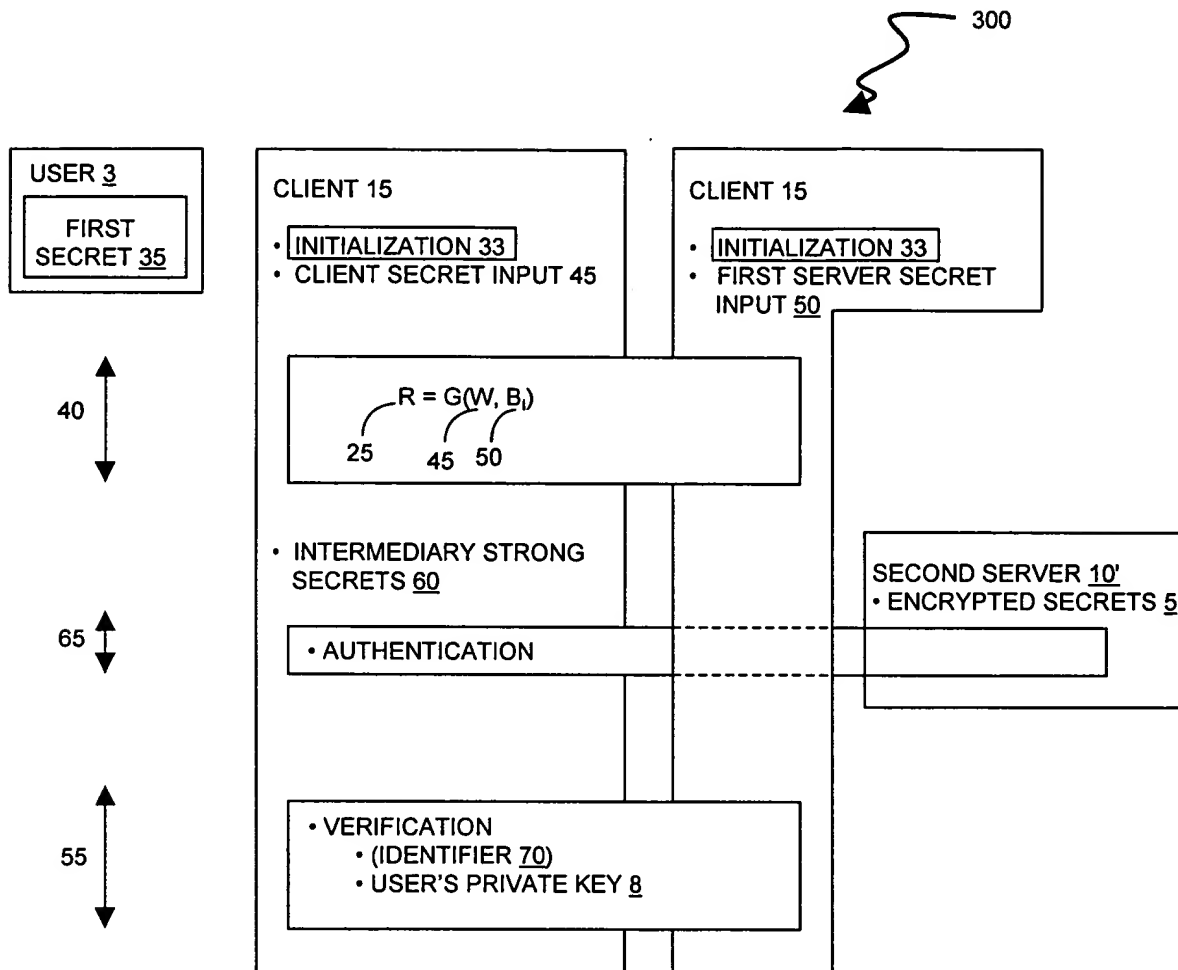 300
USER 3
FIRST
SECRET 35
CLIENT 15
• INITIALIZATION 33
• CLIENT SECRET INPUT 45
CLIENT 15
• INITIALIZATION 33
• FIRST SERVER SECRET
INPUT 50
40
R = G(W, BI)
25
45
50
• INTERMEDIARY STRONG
SECRETS 60
SECOND SERVER 10'
• ENCRYPTED SECRETS 5
65
• AUTHENTICATION
55
• VERIFICATION
• (IDENTIFIER 70)
• USER'S PRIVATE KEY 8